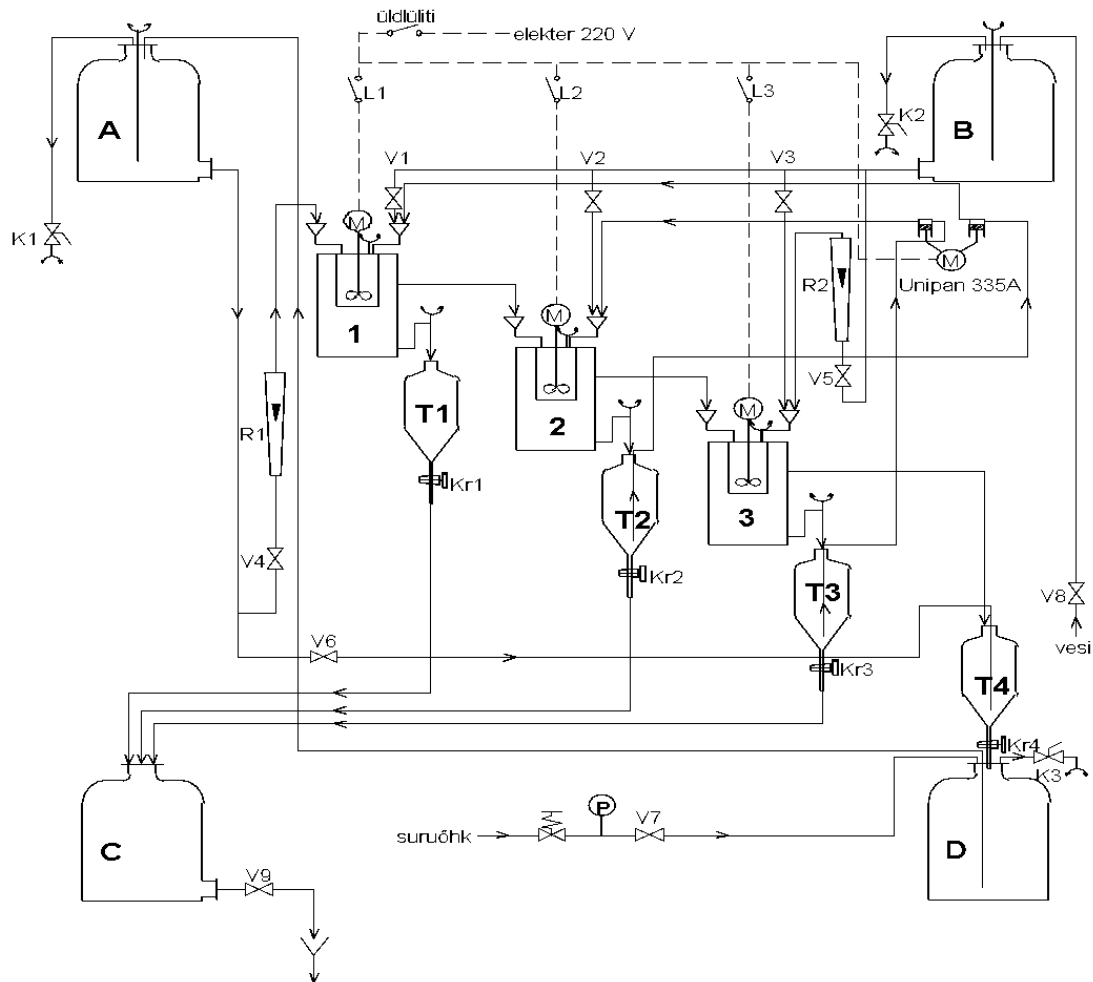 üldlüliti
elekter 220 V
L1
L2
L3
A
B
K2
V1
V2
V3
K1
M
M
Unipan 335A
R2
1
M
V5
T1
2
M
R1
Kr1
T2
3
V4
Kr2
T3
V8
V6
vesi
Kr3
T4
Kr4
K3
P
V7
suruõhk
C
D
V9